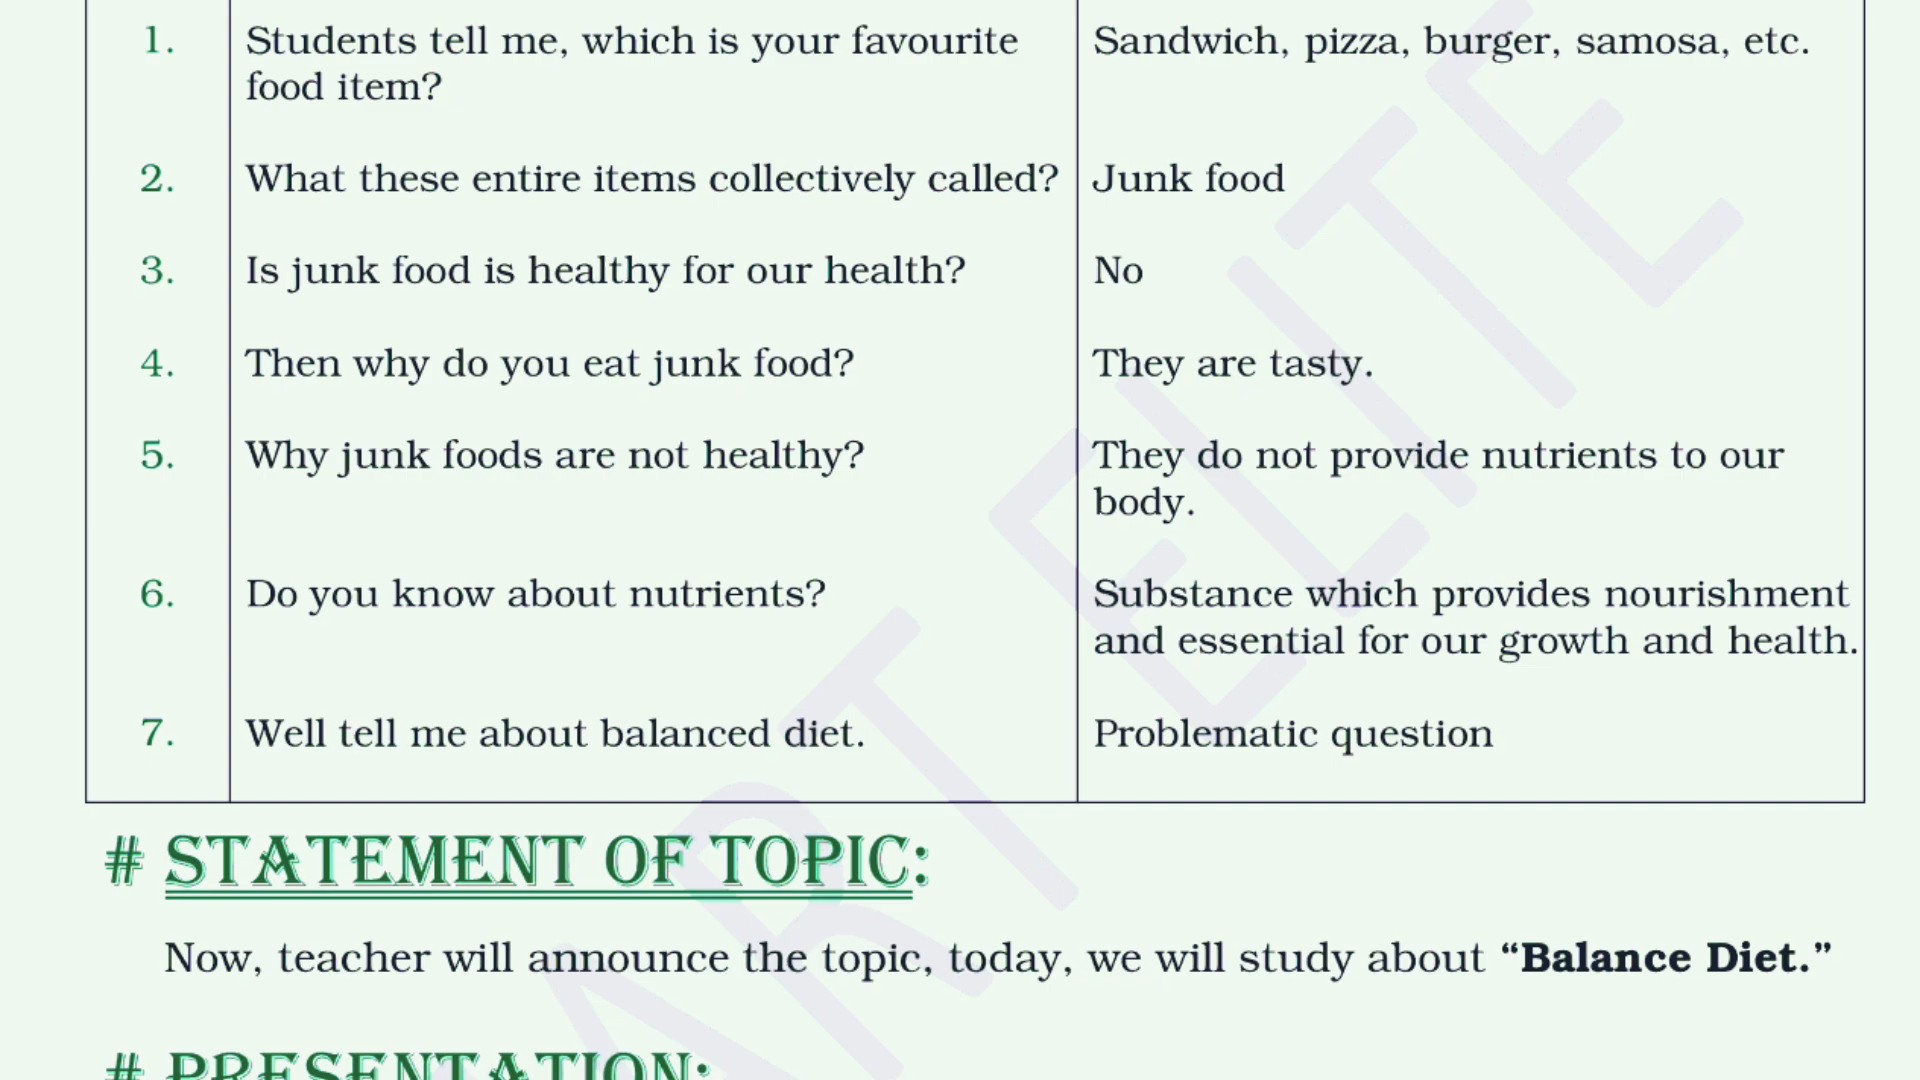 1. Students tell me, which is your favourite Sandwich, pizza, burger, samosa, etc.
food item?
2. What these entire items collectively called? Junk food
3. Is junk food is healthy for our health? No
4. Then why do you eat junk food? They are tasty.
5. Why junk foods are not healthy? They do not provide nutrients to our
body.
6. Do you know about nutrients? Substance which provides nourishment
and essential for our growth and health.
7. Well tell me about balanced diet. Problematic question
# STATEMENT OF TOPIC:
Now, teacher will announce the topic, today, we will study about “Balance Diet.”
# PRESENTATION:
ART ELITE